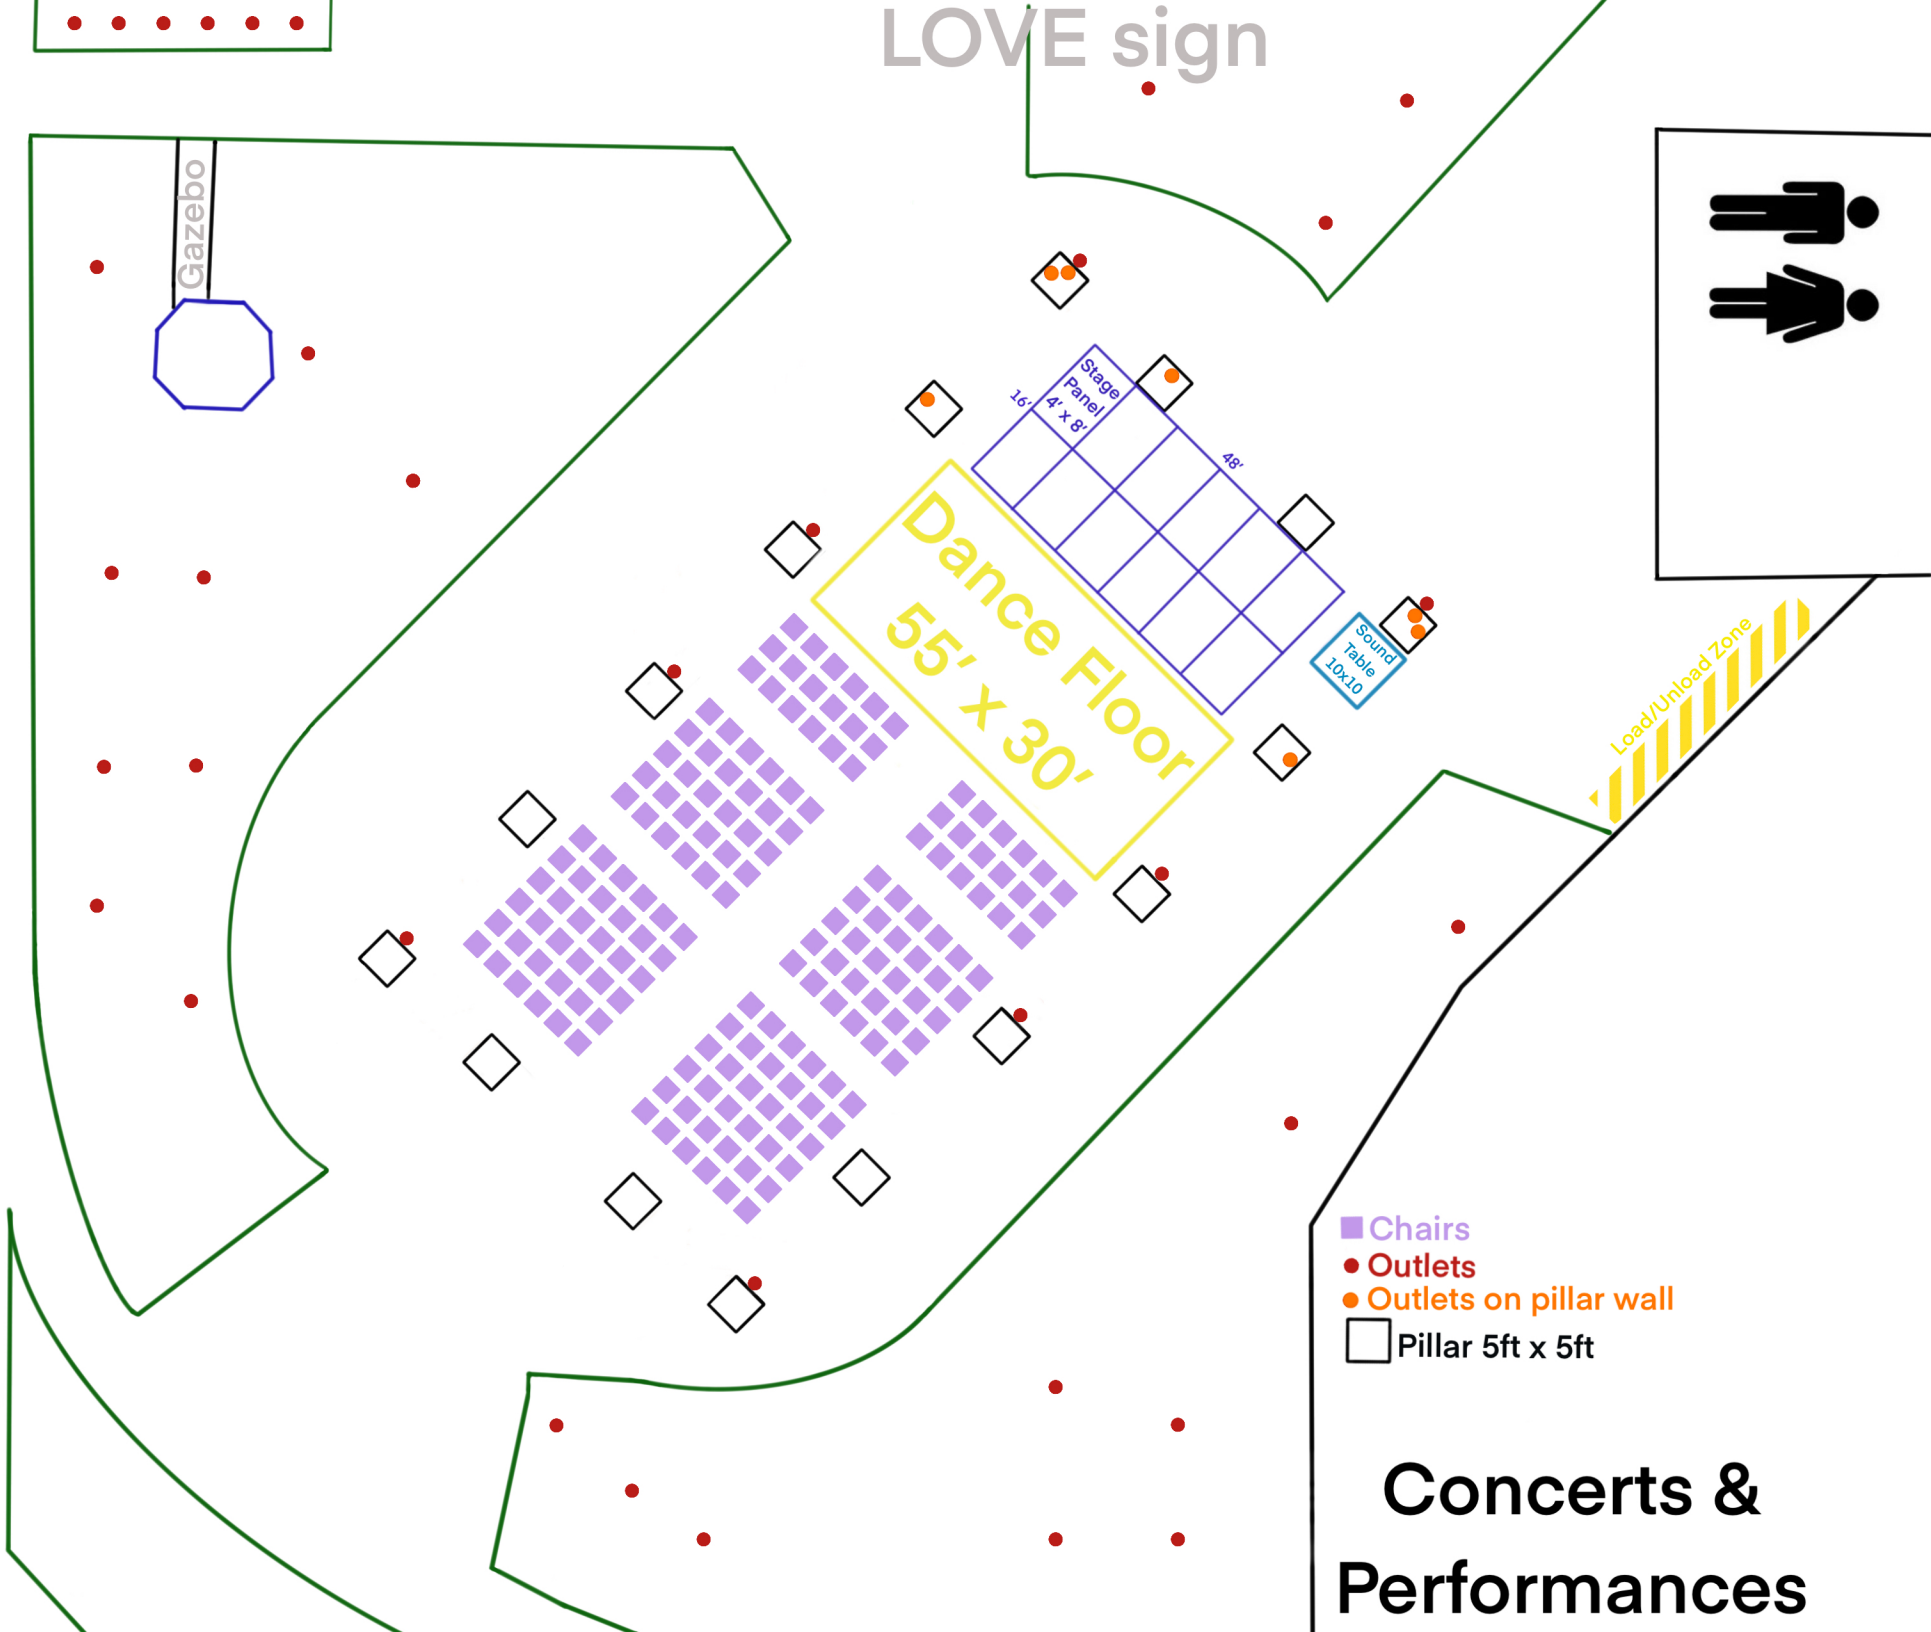 LOVE sign
Gazebo
Stage
Panel
4' x 8'
16'
48'
Dance Floor
55' x 30'
Sound
Table
10x10
Load/Unload Zone
Chairs
Outlets
Outlets on pillar wall
Pillar 5ft x 5ft
Concerts &
Performances